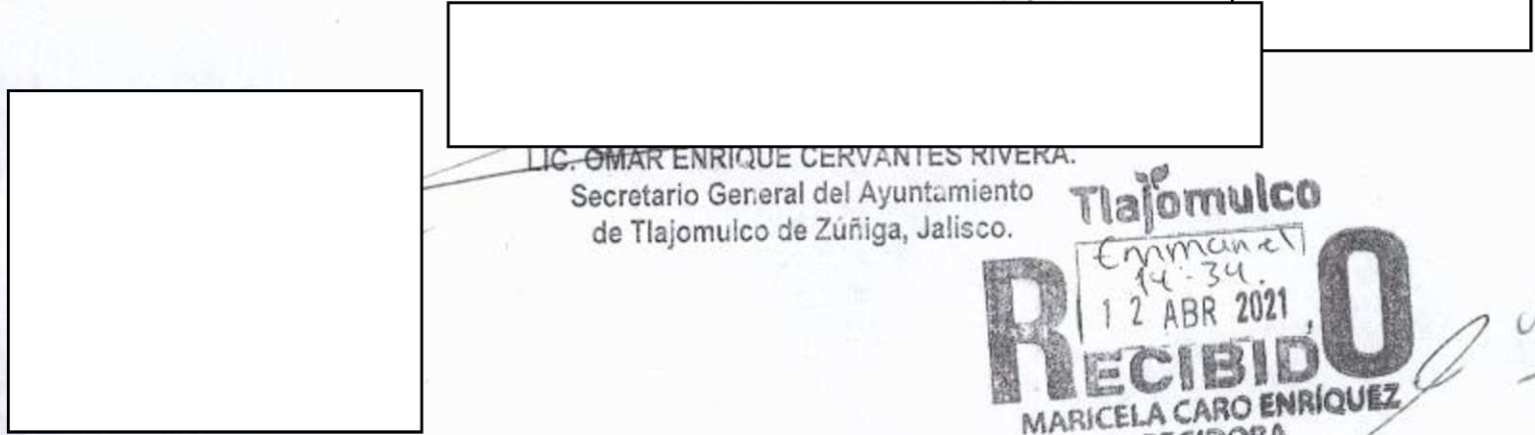 LIC. OMAR ENRIQUE CERVANTES RIVERA.
Secretario General del Ayuntamiento
de Tlajomulco de Zúñiga, Jalisco.
Tlajomulco
Emmanuel
14:34.
12 ABR 2021
RECIBIDO
MARICELA CARO ENRÍQUEZ
REGIDORA